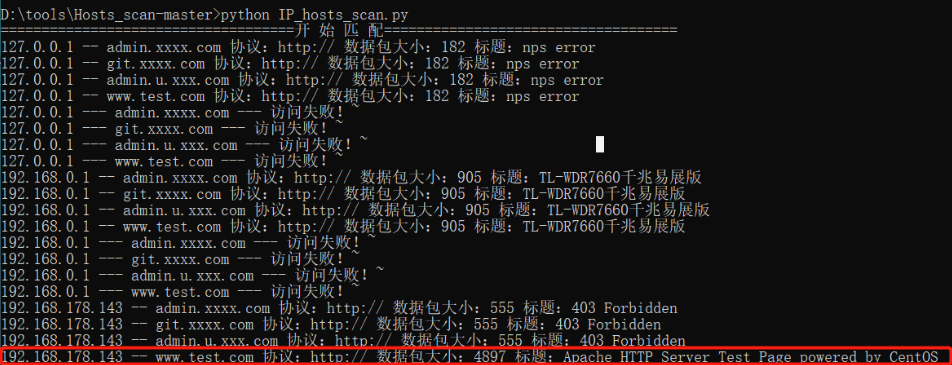 D:\tools\Hosts_scan-master>python IP_hosts_scan.py
====================================开 始 匹 配====================================
127.0.0.1 -- admin.xxxx.com 协议：http:// 数据包大小：182 标题：nps error
127.0.0.1 -- git.xxxx.com 协议：http:// 数据包大小：182 标题：nps error
127.0.0.1 -- admin.u.xxx.com 协议：http:// 数据包大小：182 标题：nps error
127.0.0.1 -- www.test.com 协议：http:// 数据包大小：182 标题：nps error
127.0.0.1 --- admin.xxxx.com --- 访问失败！~
127.0.0.1 --- git.xxxx.com --- 访问失败！~
127.0.0.1 --- admin.u.xxx.com --- 访问失败！~
127.0.0.1 --- www.test.com --- 访问失败！~
192.168.0.1 -- admin.xxxx.com 协议：http:// 数据包大小：905 标题：TL-WDR7660千兆易展版
192.168.0.1 -- git.xxxx.com 协议：http:// 数据包大小：905 标题：TL-WDR7660千兆易展版
192.168.0.1 -- admin.u.xxx.com 协议：http:// 数据包大小：905 标题：TL-WDR7660千兆易展版
192.168.0.1 -- www.test.com 协议：http:// 数据包大小：905 标题：TL-WDR7660千兆易展版
192.168.0.1 --- admin.xxxx.com --- 访问失败！~
192.168.0.1 --- git.xxxx.com --- 访问失败！~
192.168.0.1 --- admin.u.xxx.com --- 访问失败！~
192.168.0.1 --- www.test.com --- 访问失败！~
192.168.178.143 -- admin.xxxx.com 协议：http:// 数据包大小：555 标题：403 Forbidden
192.168.178.143 -- git.xxxx.com 协议：http:// 数据包大小：555 标题：403 Forbidden
192.168.178.143 -- admin.u.xxx.com 协议：http:// 数据包大小：555 标题：403 Forbidden
192.168.178.143 -- www.test.com 协议：http:// 数据包大小：4897 标题：Apache HTTP Server Test Page powered by CentOS